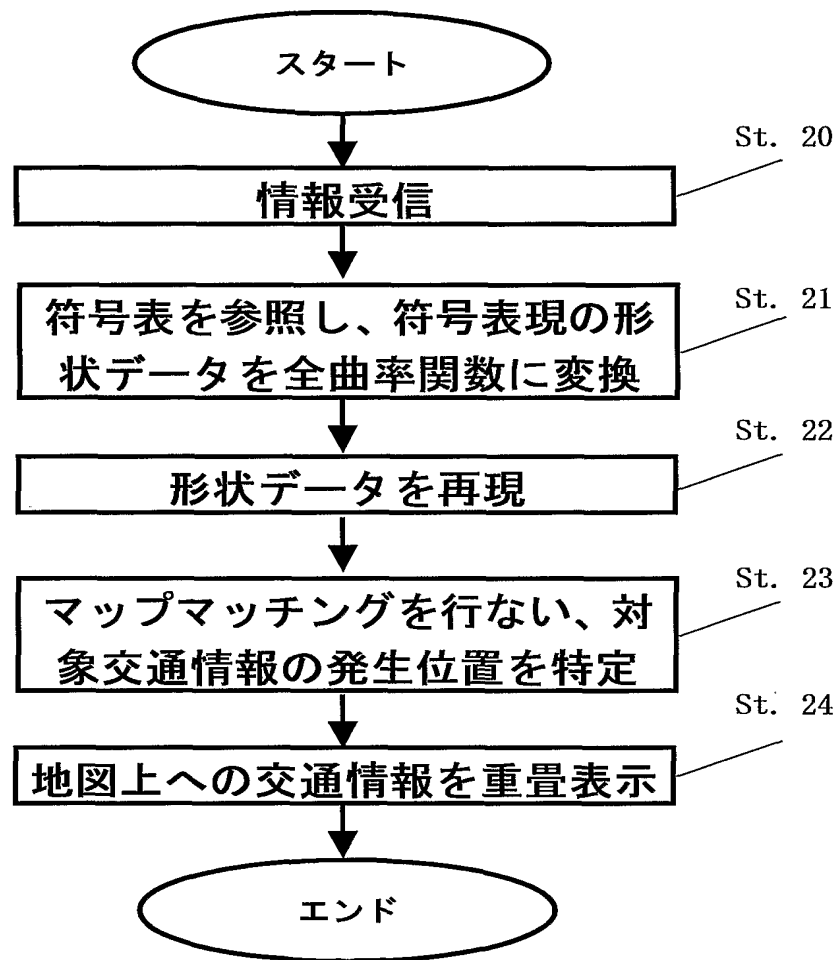 スタート
St. 20
情報受信
St. 21
符号表を参照し、符号表現の形
状データを全曲率関数に変換
St. 22
形状データを再現
St. 23
マップマッチングを行ない、対
象交通情報の発生位置を特定
St. 24
地図上への交通情報を重畳表示
エンド